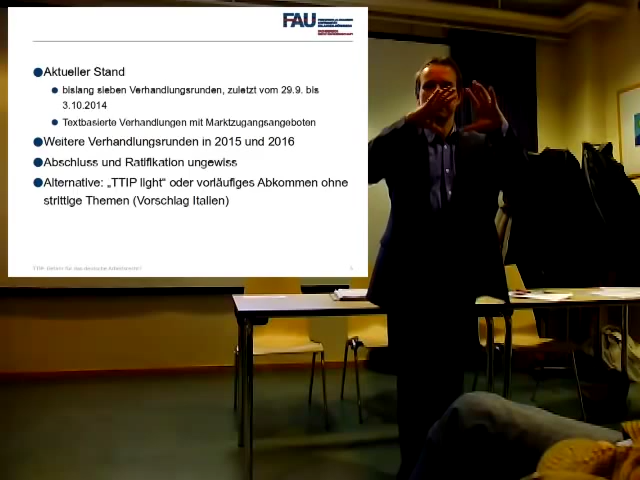 FAU
●Aktueller Stand
● bislang sieben Verhandlungsrunden, zuletzt vom 29.9. bis
3.10.2014
● Textbasierte Verhandlungen mit Marktzugangsangeboten
●Weitere Verhandlungsrunden in 2015 und 2016
●Abschluss und Ratifikation ungewiss
●Alternative: „TTIP light“ oder vorläufiges Abkommen ohne
strittige Themen (Vorschlag Italien)